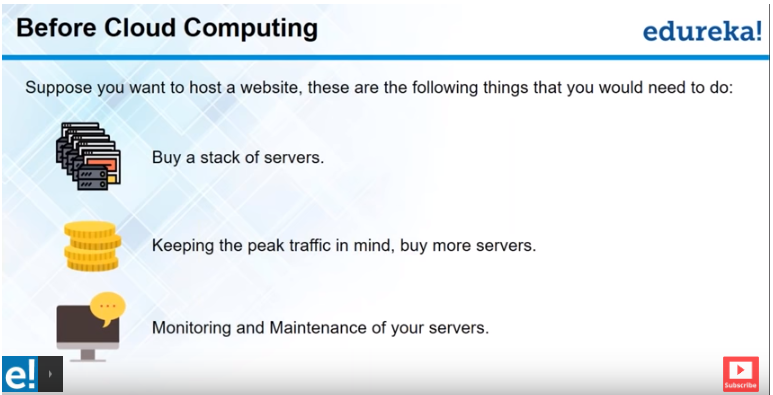 Before Cloud Computing
edureka!
Suppose you want to host a website, these are the following things that you would need to do:
Buy a stack of servers.
Keeping the peak traffic in mind, buy more servers.
Monitoring and Maintenance of your servers.
e!
Subscribe